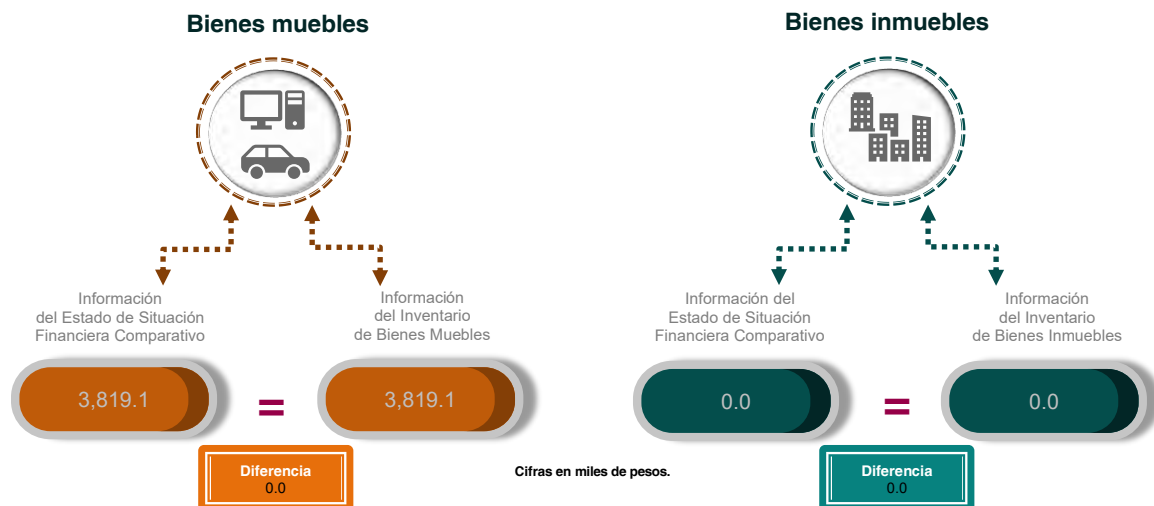 Bienes muebles
Información
del Estado de Situación
Financiera Comparativo
Información
del Inventario
de Bienes Muebles
3,819.1
=
3,819.1
Diferencia
0.0
Cifras en miles de pesos.
Bienes inmuebles
Información del
Estado de Situación
Financiera Comparativo
Información
del Inventario
de Bienes Inmuebles
0.0
=
0.0
Diferencia
0.0